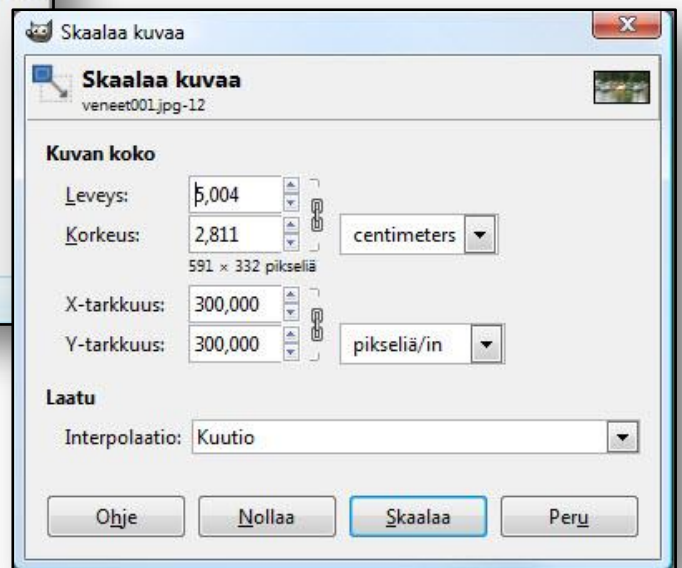 Skaalaa kuvaa
Skaalaa kuvaa
veneet001.jpg-12
Kuvan koko
Leveys: 5,004
Korkeus: 2,811 centimeters
591 × 332 pikseliä
X-tarkkuus: 300,000
Y-tarkkuus: 300,000 pikseliä/in
Laatu
Interpolaatio: Kuutio
Ohje Nollaa Skaalaa Peru